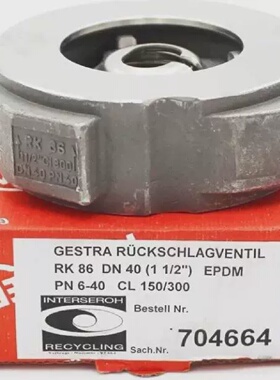 RK 86
DN 40 PN 40
GESTRA RÜCKSCHLAGVENTIL
RK 86 DN 40 (1 1/2") EPDM
PN 6-40 CL 150/300
INTERSEROH
RECYCLING
Bestell Nr.
Sach.Nr.
704664